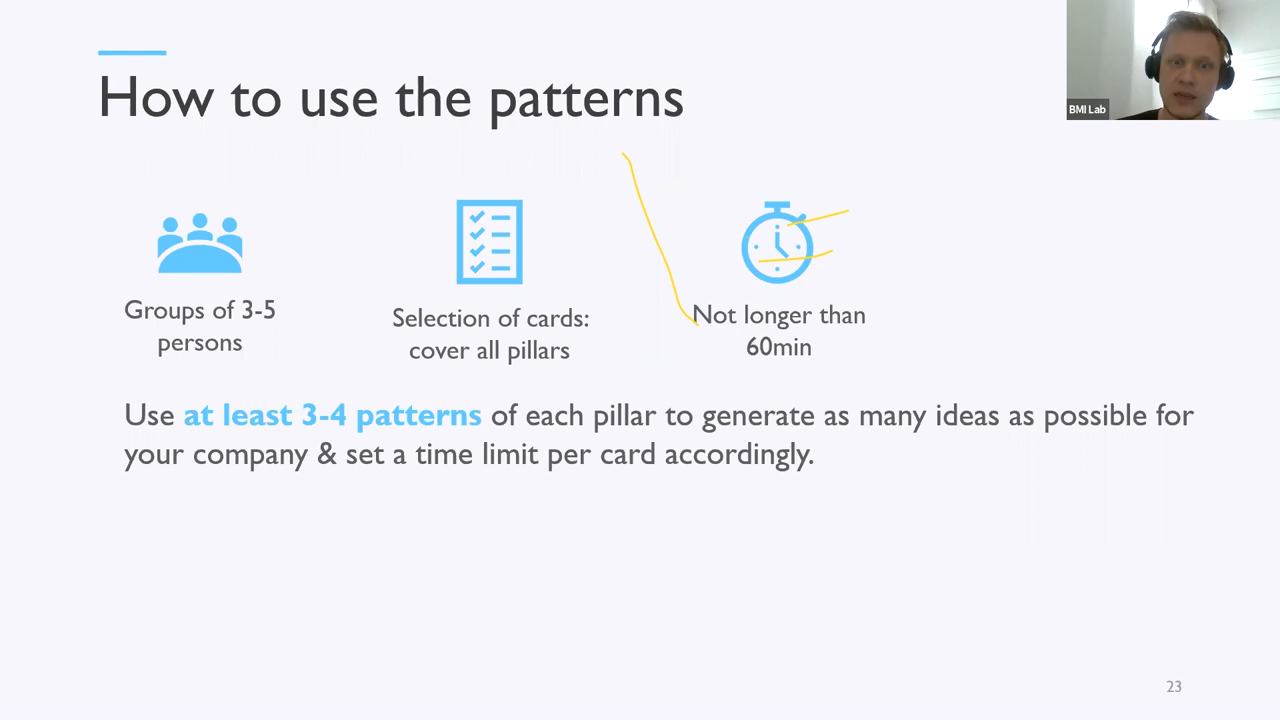 How to use the patterns
BMI Lab
Groups of 3-5
persons
Selection of cards:
cover all pillars
Not longer than
60min
Use at least 3-4 patterns of each pillar to generate as many ideas as possible for
your company & set a time limit per card accordingly.
23